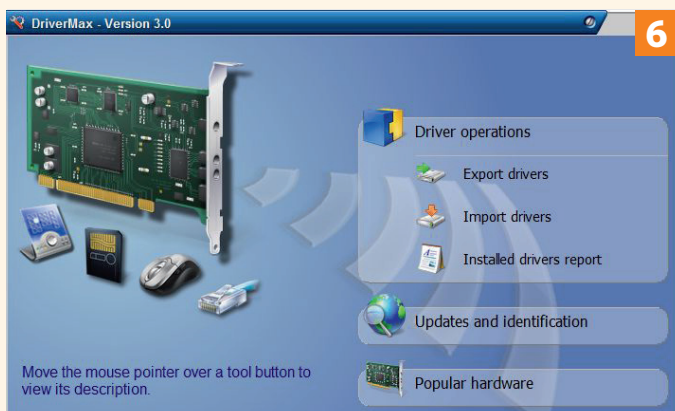 DriverMax - Version 3.0
6
Driver operations
Export drivers
Import drivers
Installed drivers report
Updates and identification
Popular hardware
Move the mouse pointer over a tool button to
view its description.